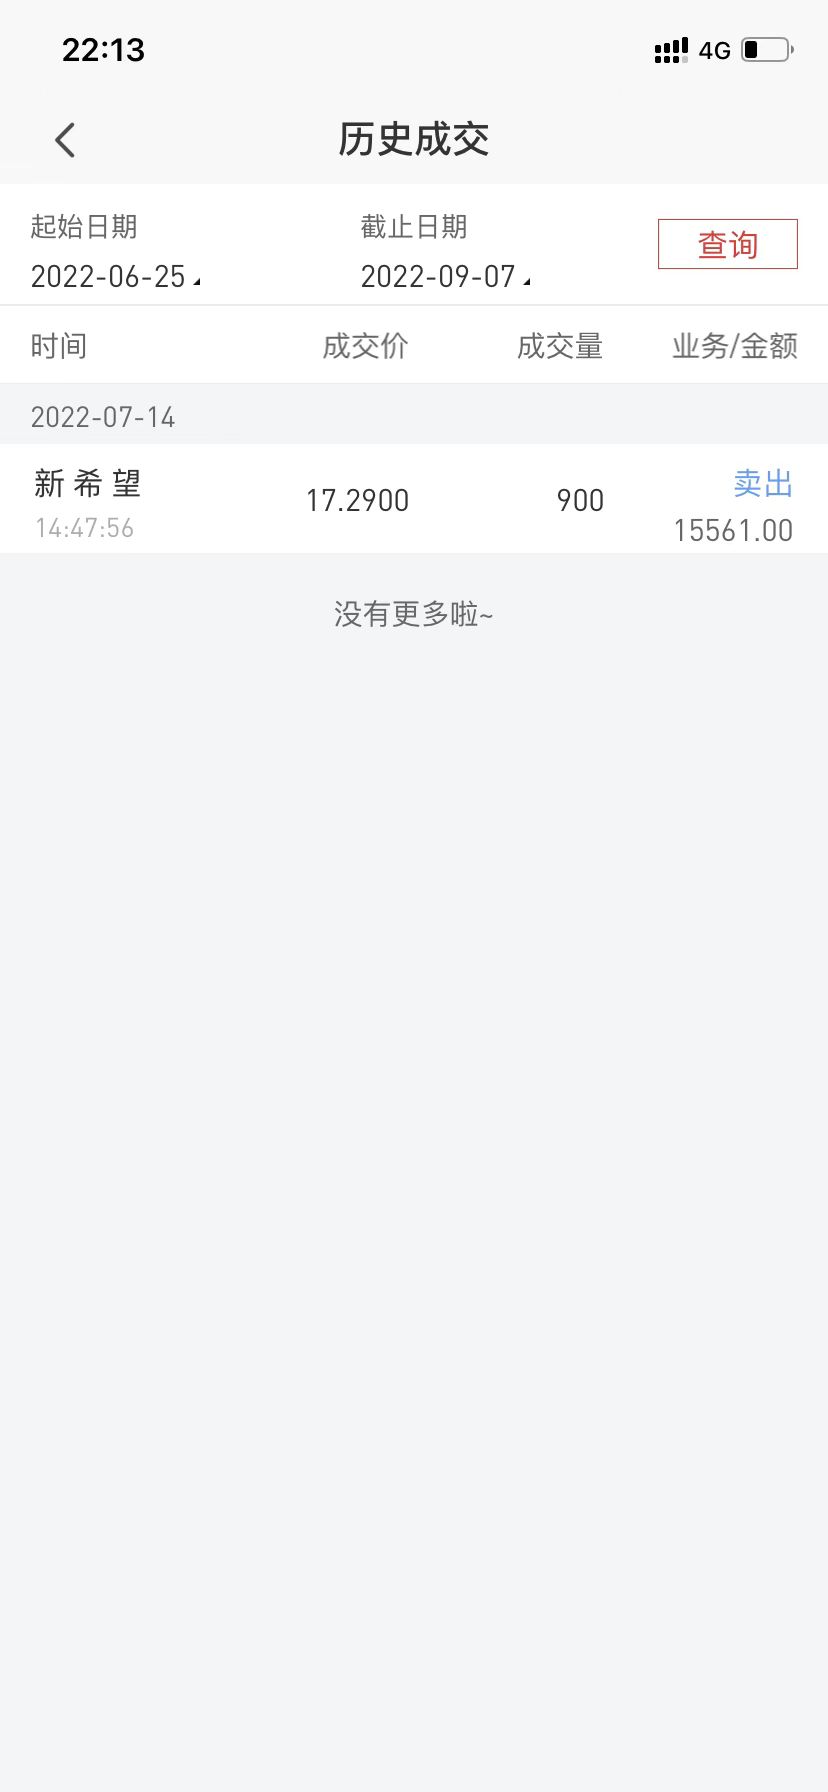 22:13 4G
历史成交
起始日期 截止日期 查询
2022-06-25 2022-09-07
时间 成交价 成交量 业务/金额
2022-07-14
新 希 望 17.2900 900 卖出
14:47:56 15561.00
没有更多啦~